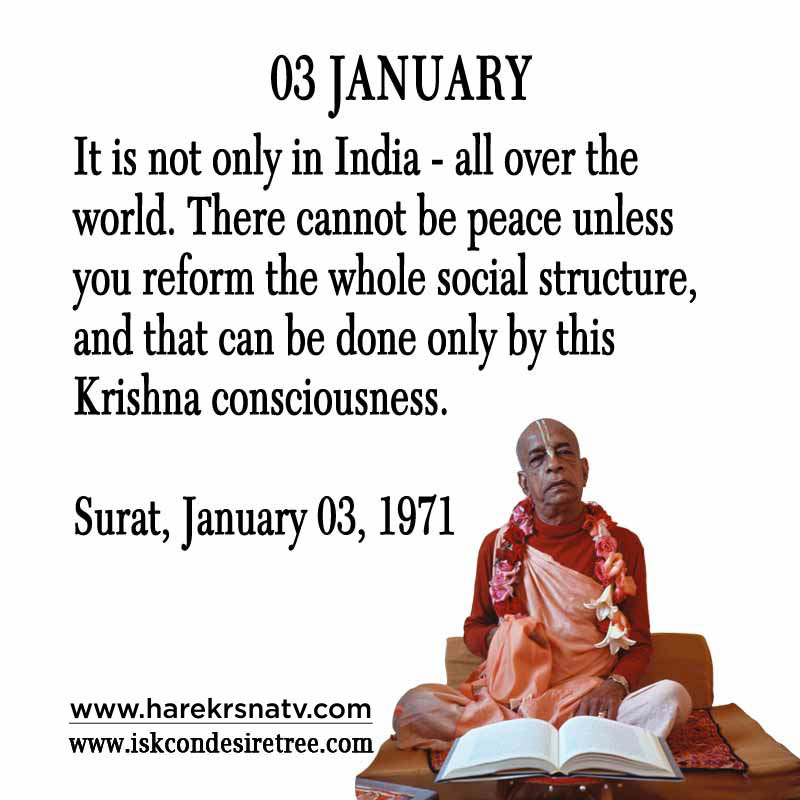 03 JANUARY
It is not only in India - all over the
world. There cannot be peace unless
you reform the whole social structure,
and that can be done only by this
Krishna consciousness.
Surat, January 03, 1971
www.harekrsnatv.com
www.iskcondesiretree.com